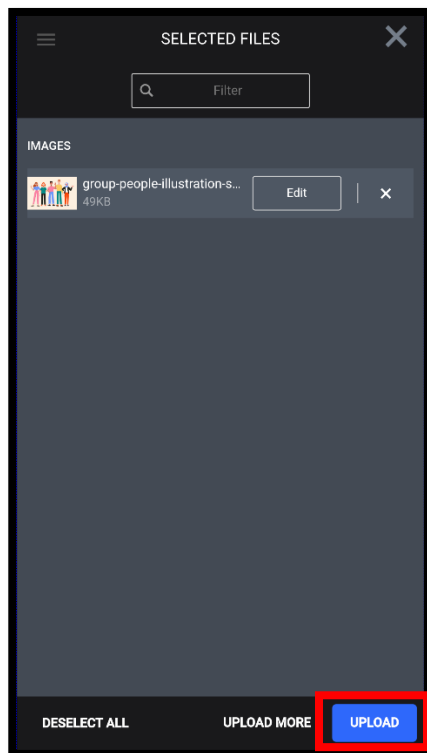 SELECTED FILES
Filter
IMAGES
group-people-illustration-s...
Edit
49KB
DESELECT ALL
UPLOAD MORE
UPLOAD